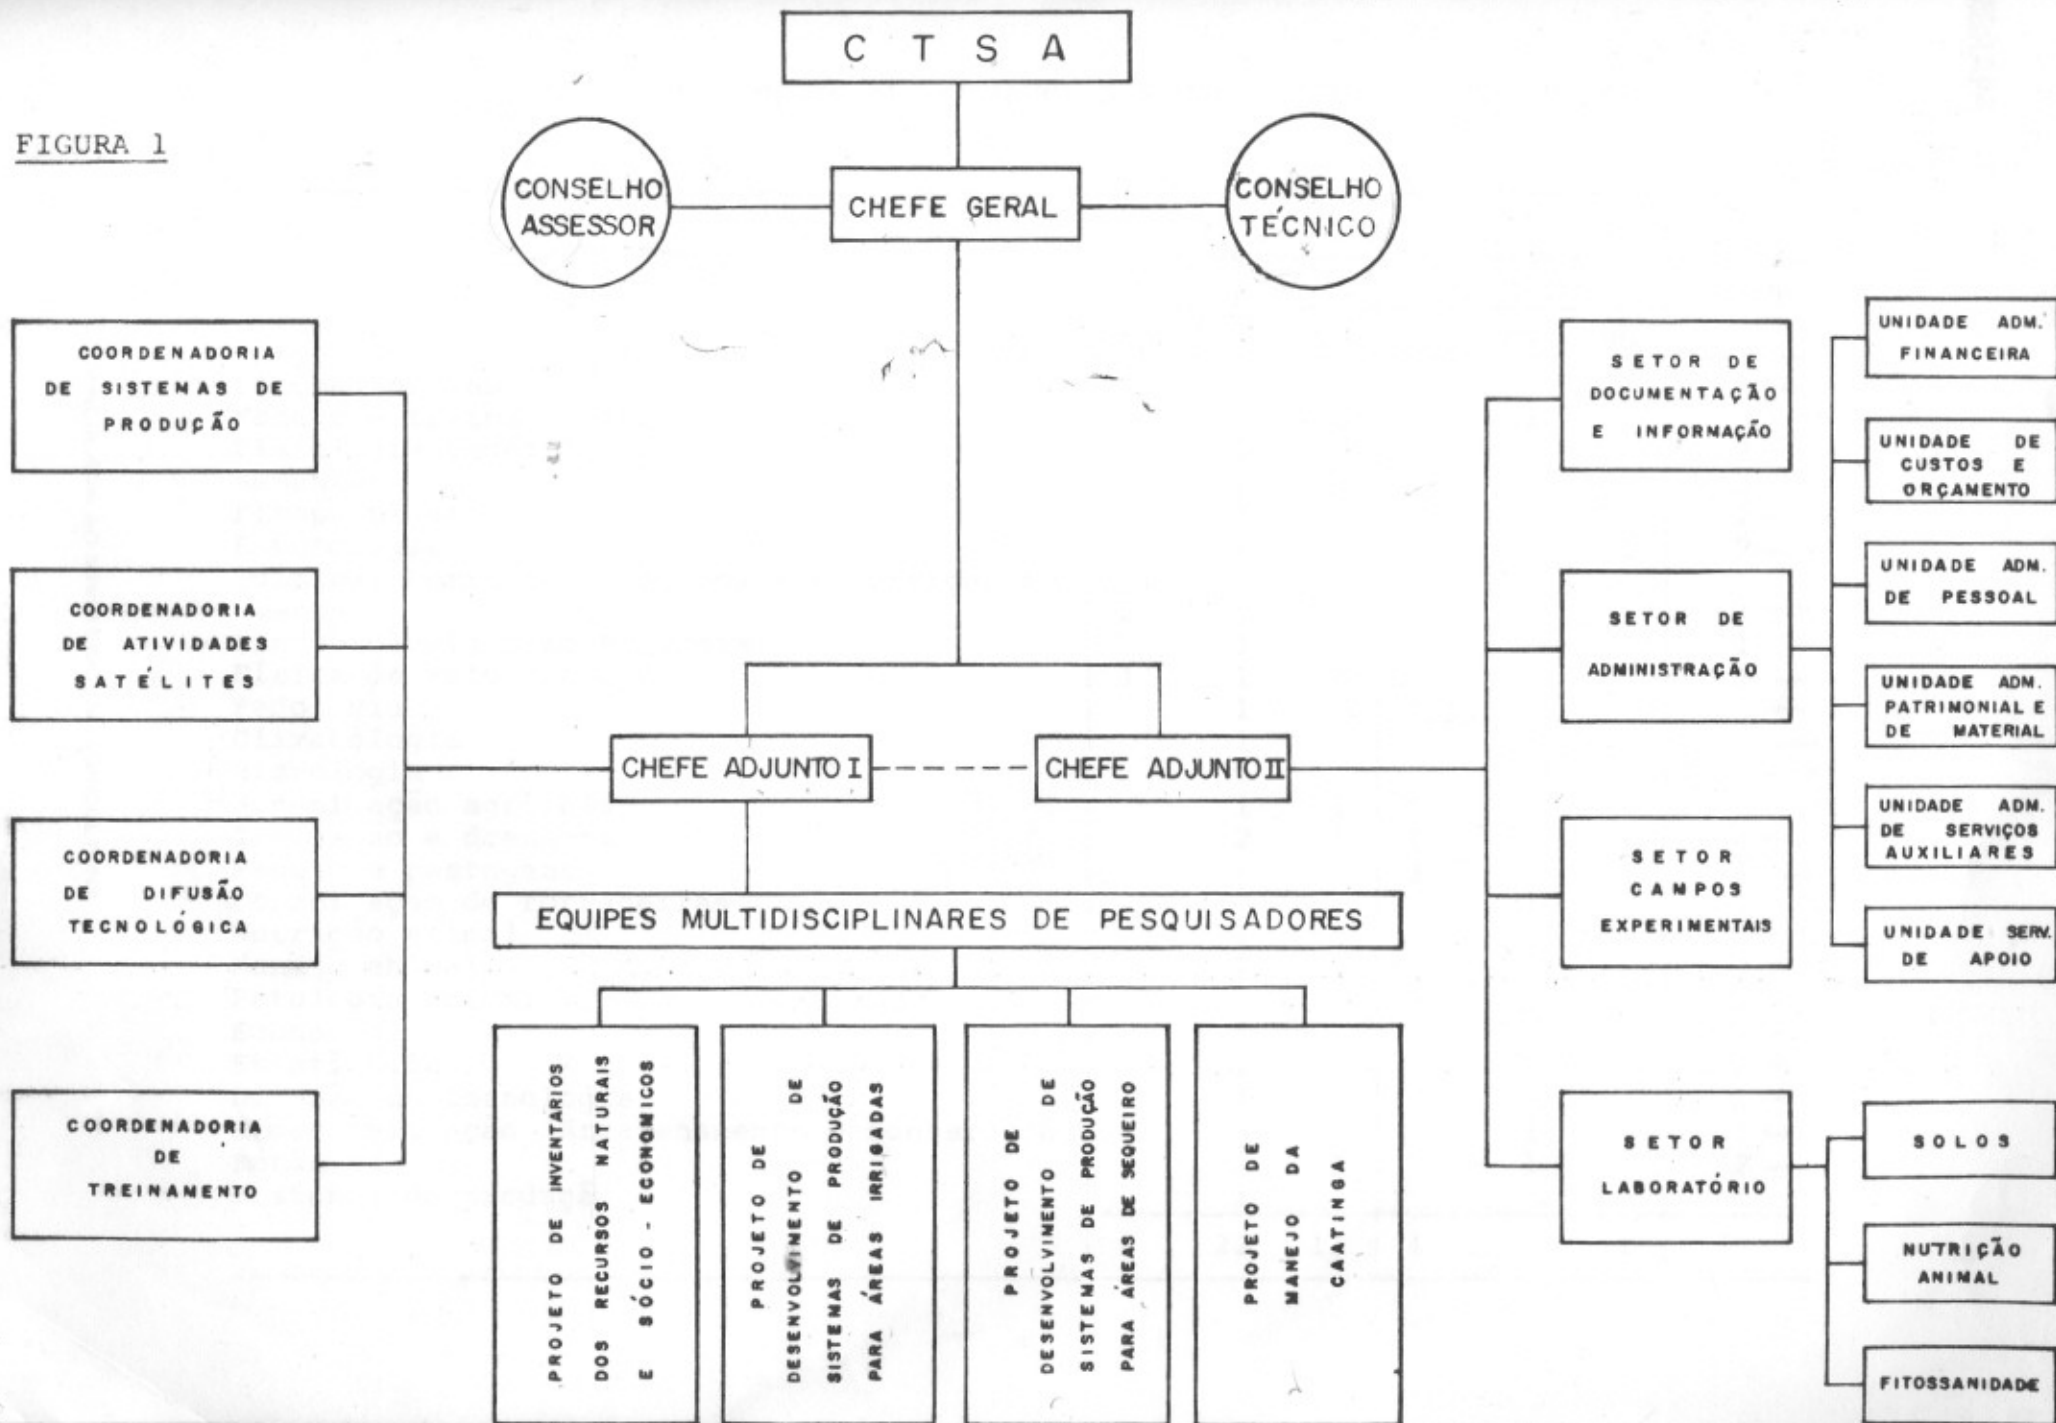 C T S A
FIGURA 1
CONSELHO
ASSESSOR
CHEFE GERAL
CONSELHO
TÉCNICO
COORDENADORIA
DE SISTEMAS DE
PRODUÇÃO
COORDENADORIA
DE ATIVIDADES
SATÉLITES
COORDENADORIA
DE DIFUSÃO
TECNOLÓGICA
COORDENADORIA
DE
TREINAMENTO
CHEFE ADJUNTO I
CHEFE ADJUNTO II
EQUIPES MULTIDISCIPLINARES DE PESQUISADORES
PROJETO DE INVENTÁRIOS
DOS RECURSOS NATURAIS
E SÓCIO - ECONOMICOS
PROJETO DE
DESENVOLVIMENTO DE
SISTEMAS DE PRODUÇÃO
PARA ÁREAS IRRIGADAS
PROJETO DE
DESENVOLVIMENTO DE
SISTEMAS DE PRODUÇÃO
PARA ÁREAS DE SEQUEIRO
PROJETO DE
MANEJO DA
CAATINGA
SETOR DE
DOCUMENTAÇÃO
E INFORMAÇÃO
SETOR DE
ADMINISTRAÇÃO
SETOR
CAMPOS
EXPERIMENTAIS
SETOR
LABORATÓRIO
UNIDADE ADM.
FINANCEIRA
UNIDADE DE
CUSTOS E
ORÇAMENTO
UNIDADE ADM.
DE PESSOAL
UNIDADE ADM.
PATRIMONIAL E
DE MATERIAL
UNIDADE ADM.
DE SERVIÇOS
AUXILIARES
UNIDADE SERV.
DE APOIO
SOLOS
NUTRIÇÃO
ANIMAL
FITOSSANIDADE